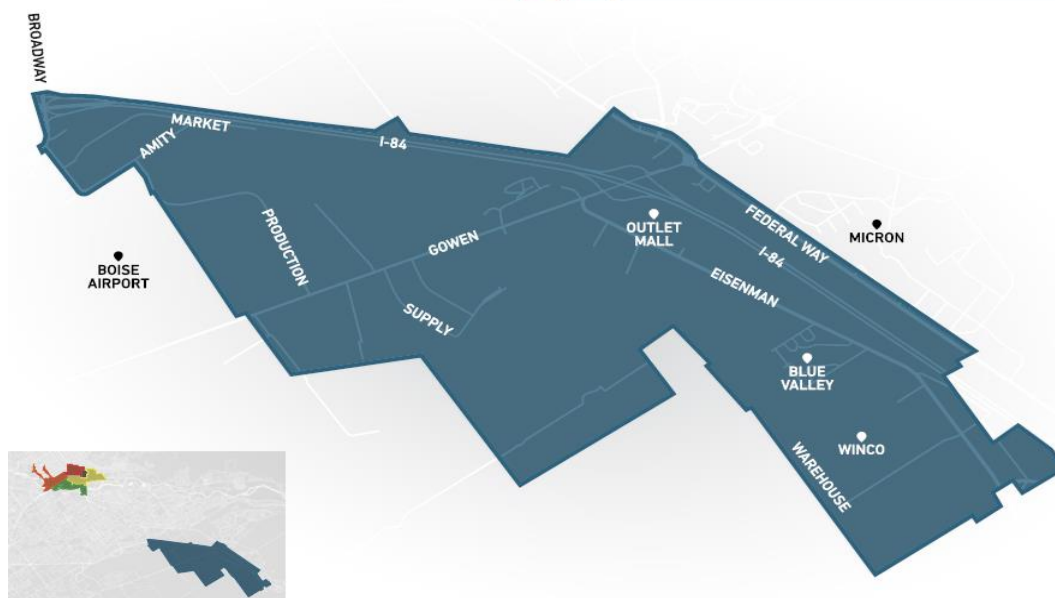 BROADWAY
MARKET
AMITY
I-84
PRODUCTION
GOWEN
OUTLET
MALL
FEDERAL WAY
MICRON
I-84
BOISE
AIRPORT
EISENMAN
SUPPLY
BLUE
VALLEY
WINCO
WAREHOUSE